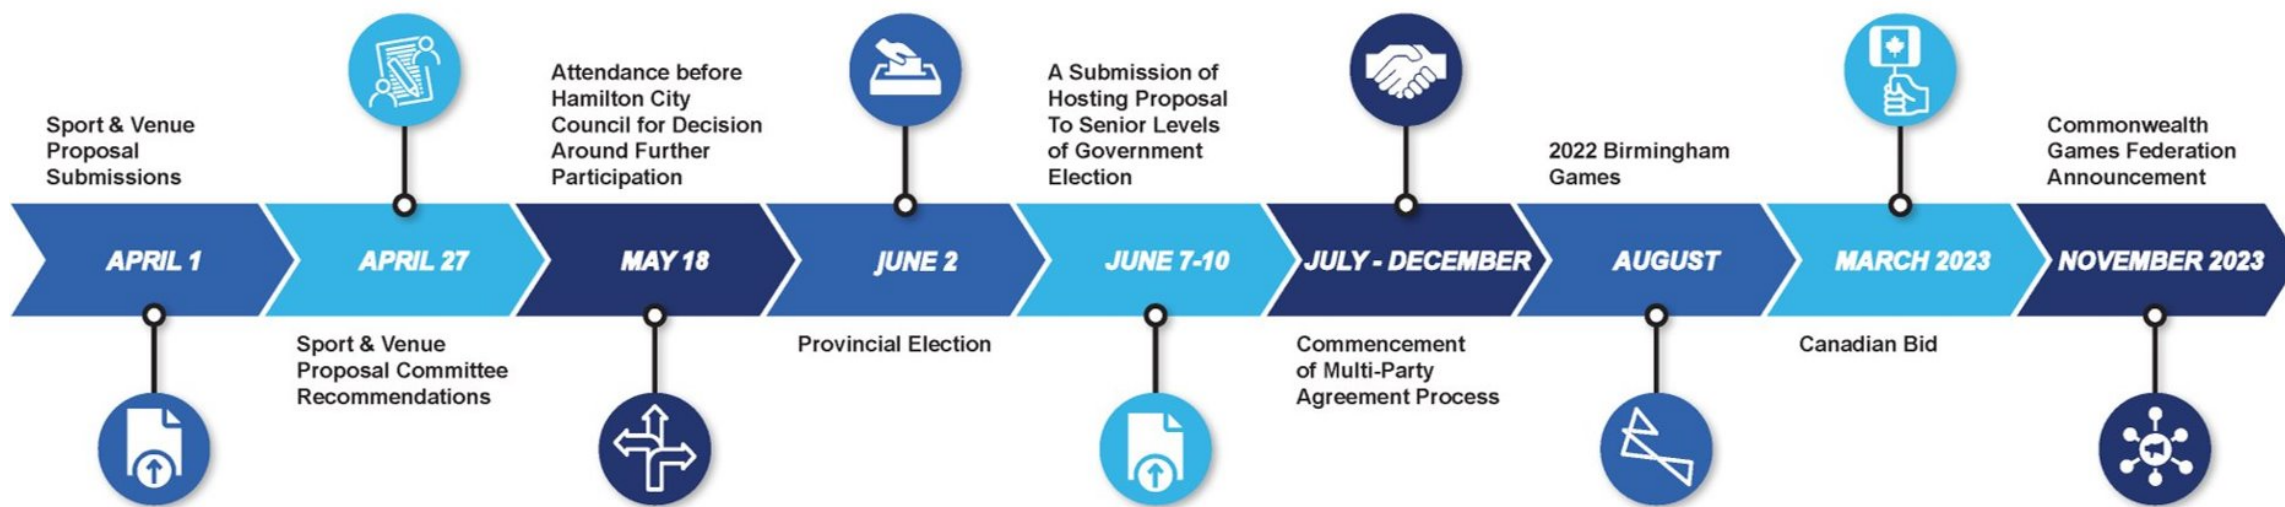 Sport & Venue
Proposal
Submissions
APRIL 1
APRIL 27
Sport & Venue
Proposal Committee
Recommendations
Attendance before
Hamilton City
Council for Decision
Around Further
Participation
MAY 18
JUNE 2
Provincial Election
A Submission of
Hosting Proposal
To Senior Levels
of Government
Election
JUNE 7-10
JULY - DECEMBER
Commencement
of Multi-Party
Agreement Process
2022 Birmingham
Games
AUGUST
MARCH 2023
Canadian Bid
Commonwealth
Games Federation
Announcement
NOVEMBER 2023